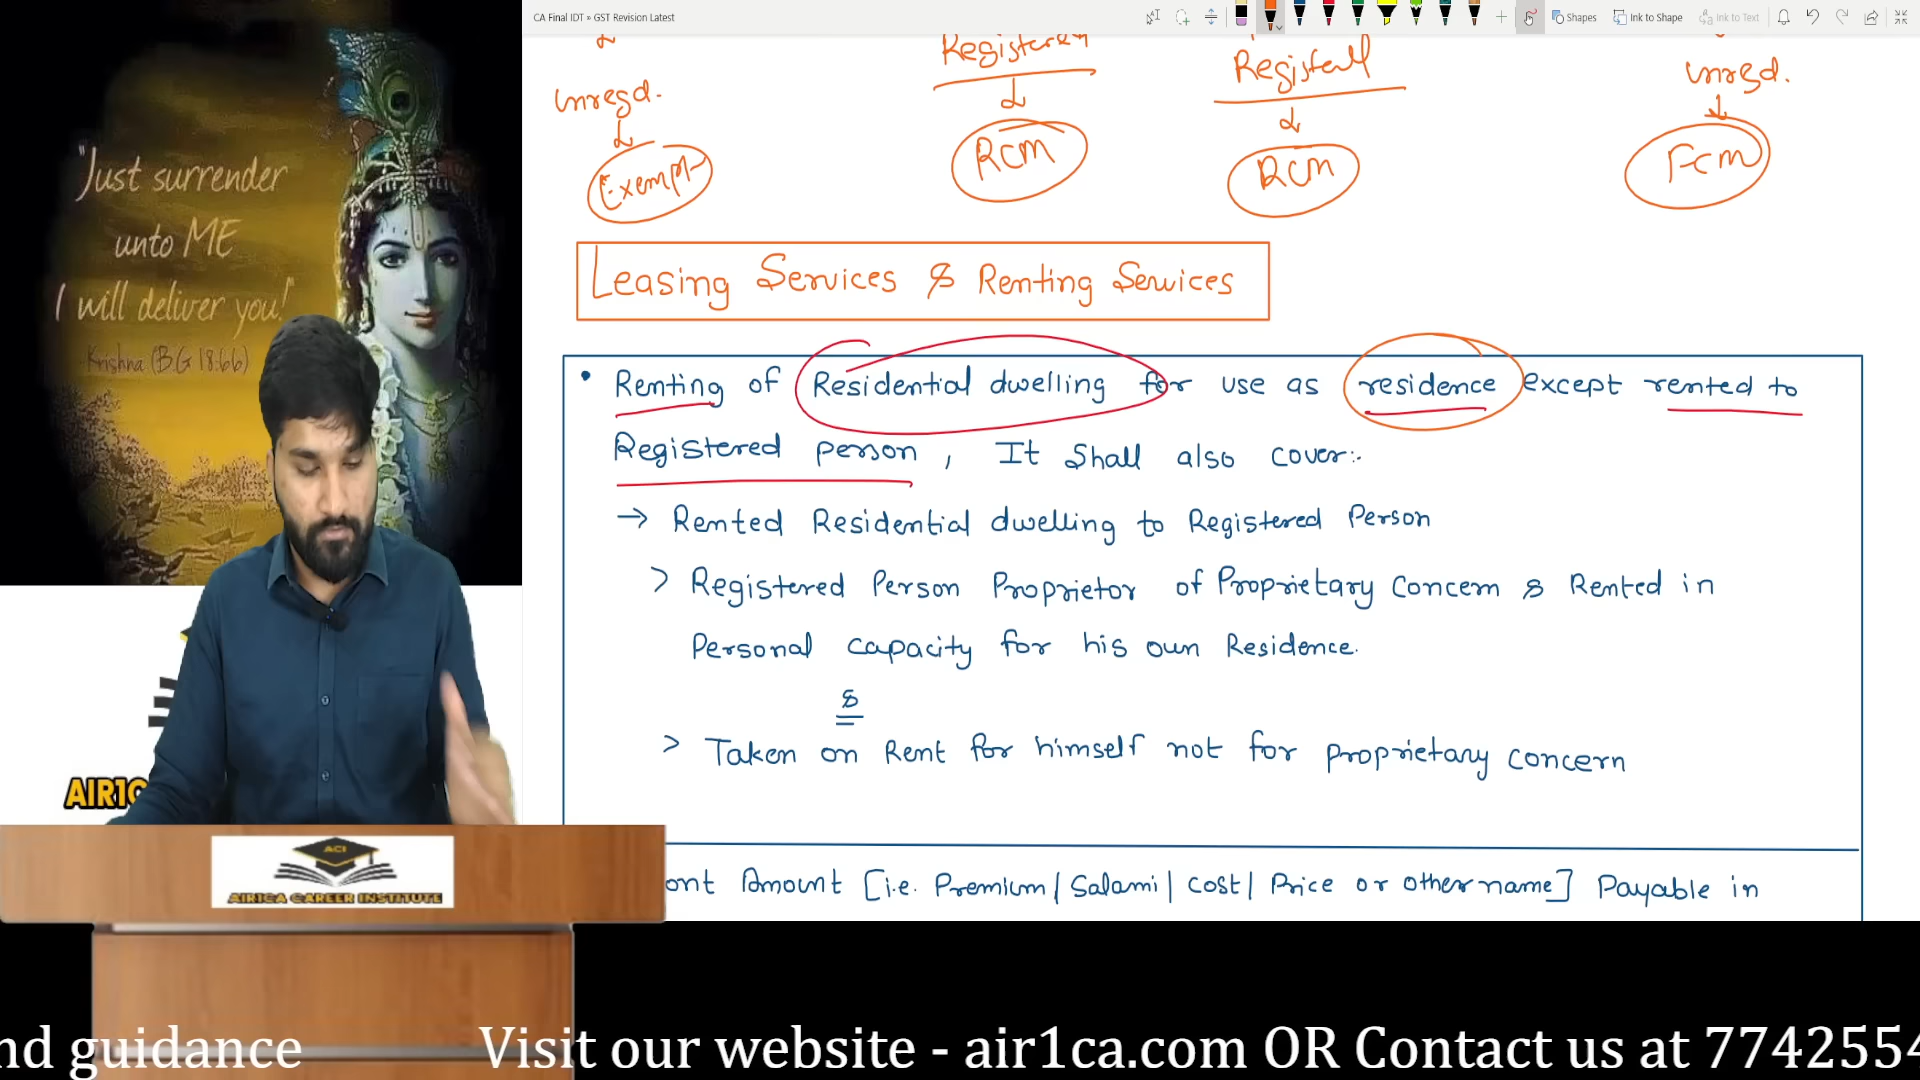 CA Final IDT » GST Revision Latest
Shapes
Ink to Shape
Ink to Text
Registered
Registered
unregd.
unregd.
RCM
RCM
FCM
Exempt
"Just surrender
unto ME
I will deliver you!"
Krishna (B.G 18:66)
Leasing Services & Renting Services
• Renting of Residential dwelling for use as residence except rented to
Registered person, It shall also cover:-
→ Rented Residential dwelling to Registered Person
> Registered Person Proprietor of Proprietary Concern & Rented in
Personal capacity for his own Residence.
&
> Taken on Rent for himself not for proprietary concern
AIR1C
ACI
AIR1CA CAREER INSTITUTE
Amount [i.e. Premium/ Salami/ cost/ Price or other name] Payable in
guidance
Visit our website - air1ca.com OR Contact us at 7742554